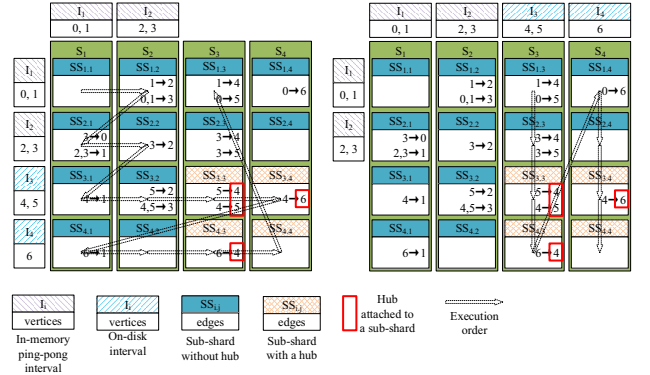 I1 I2
0, 1 2, 3
S1 S2 S3 S4
I1 SS1.1 SS1.2 SS1.3 SS1.4
0, 1
1→2 1→4 0→6
0,1→3 0→5
I2 SS2.1 SS2.2 SS2.3 SS2.4
2, 3
3→0 3→2 3→4
2,3→1 3→5
I3 SS3.1 SS3.2 SS3.3 SS3.4
4, 5
4→1 5→2 5→4 4→6
4,5→3 4→5
I4 SS4.1 SS4.2 SS4.3 SS4.4
6
6→1 6→4
I1 I2 I3 I4
0, 1 2, 3 4, 5 6
S1 S2 S3 S4
I1 SS1.1 SS1.2 SS1.3 SS1.4
0, 1
1→2 1→4 0→6
0,1→3 0→5
I2 SS2.1 SS2.2 SS2.3 SS2.4
2, 3
3→0 3→2 3→4
2,3→1 3→5
SS3.1 SS3.2 SS3.3 SS3.4
4→1 5→2 5→4 4→6
4,5→3 4→5
SS4.1 SS4.2 SS4.3 SS4.4
6→1 6→4
Ii
vertices
In-memory
ping-pong
interval
Ii
vertices
On-disk
interval
SSi.j
edges
Sub-shard
without hub
SSi.j
edges
Sub-shard
with a hub
Hub
attached to
a sub-shard
Execution
order